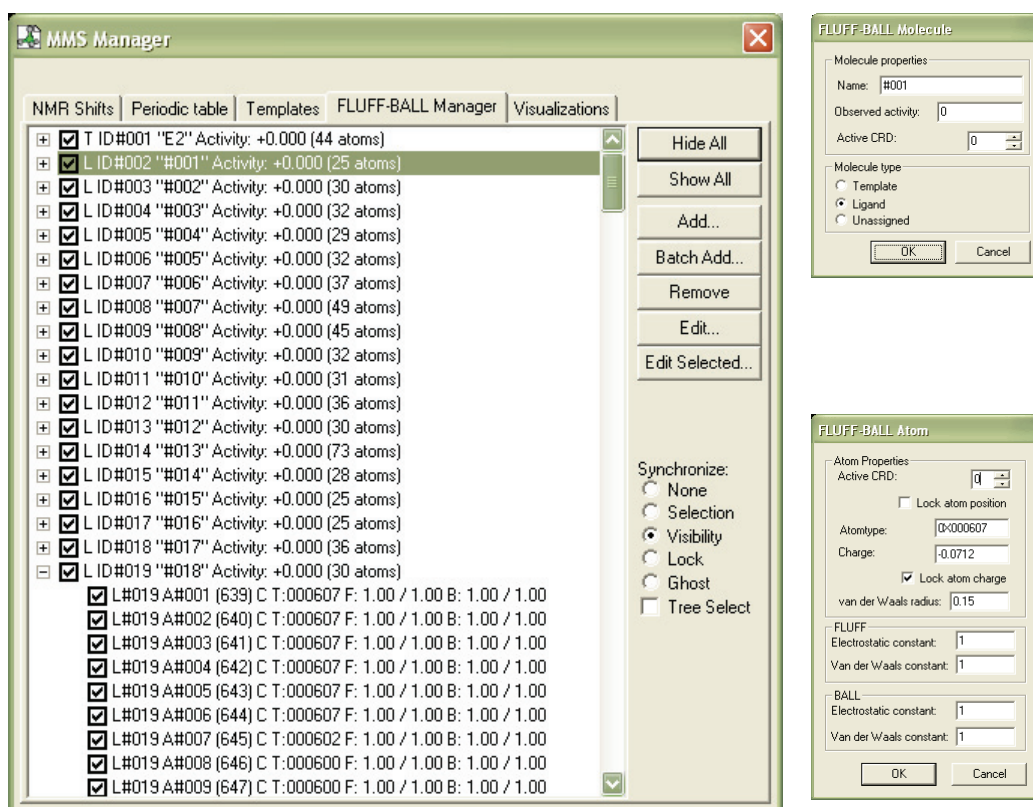 MMS Manager
NMR Shifts Periodic table Templates FLUFF-BALL Manager Visualizations
T ID#001 "E2" Activity: +0.000 (44 atoms)
L ID#002 "#001" Activity: +0.000 (25 atoms)
L ID#003 "#002" Activity: +0.000 (30 atoms)
L ID#004 "#003" Activity: +0.000 (32 atoms)
L ID#005 "#004" Activity: +0.000 (29 atoms)
L ID#006 "#005" Activity: +0.000 (32 atoms)
L ID#007 "#006" Activity: +0.000 (37 atoms)
L ID#008 "#007" Activity: +0.000 (49 atoms)
L ID#009 "#008" Activity: +0.000 (45 atoms)
L ID#010 "#009" Activity: +0.000 (32 atoms)
L ID#011 "#010" Activity: +0.000 (31 atoms)
L ID#012 "#011" Activity: +0.000 (36 atoms)
L ID#013 "#012" Activity: +0.000 (30 atoms)
L ID#014 "#013" Activity: +0.000 (73 atoms)
L ID#015 "#014" Activity: +0.000 (28 atoms)
L ID#016 "#015" Activity: +0.000 (25 atoms)
L ID#017 "#016" Activity: +0.000 (25 atoms)
L ID#018 "#017" Activity: +0.000 (36 atoms)
L ID#019 "#018" Activity: +0.000 (30 atoms)
L#019 A#001 (639) C T:000607 F: 1.00 / 1.00 B: 1.00 / 1.00
L#019 A#002 (640) C T:000607 F: 1.00 / 1.00 B: 1.00 / 1.00
L#019 A#003 (641) C T:000607 F: 1.00 / 1.00 B: 1.00 / 1.00
L#019 A#004 (642) C T:000607 F: 1.00 / 1.00 B: 1.00 / 1.00
L#019 A#005 (643) C T:000607 F: 1.00 / 1.00 B: 1.00 / 1.00
L#019 A#006 (644) C T:000607 F: 1.00 / 1.00 B: 1.00 / 1.00
L#019 A#007 (645) C T:000602 F: 1.00 / 1.00 B: 1.00 / 1.00
L#019 A#008 (646) C T:000600 F: 1.00 / 1.00 B: 1.00 / 1.00
L#019 A#009 (647) C T:000600 F: 1.00 / 1.00 B: 1.00 / 1.00
Hide All
Show All
Add...
Batch Add...
Remove
Edit...
Edit Selected...
Synchronize:
None
Selection
Visibility
Lock
Ghost
Tree Select
FLUFF-BALL Molecule
Molecule properties
Name: #001
Observed activity: 0
Active CRD: 0
Molecule type
Template
Ligand
Unassigned
OK Cancel
FLUFF-BALL Atom
Atom Properties
Active CRD: 0
Lock atom position
Atomtype: 0X000607
Charge: -0.0712
Lock atom charge
van der Waals radius: 0.15
FLUFF
Electrostatic constant: 1
Van der Waals constant: 1
BALL
Electrostatic constant: 1
Van der Waals constant: 1
OK Cancel